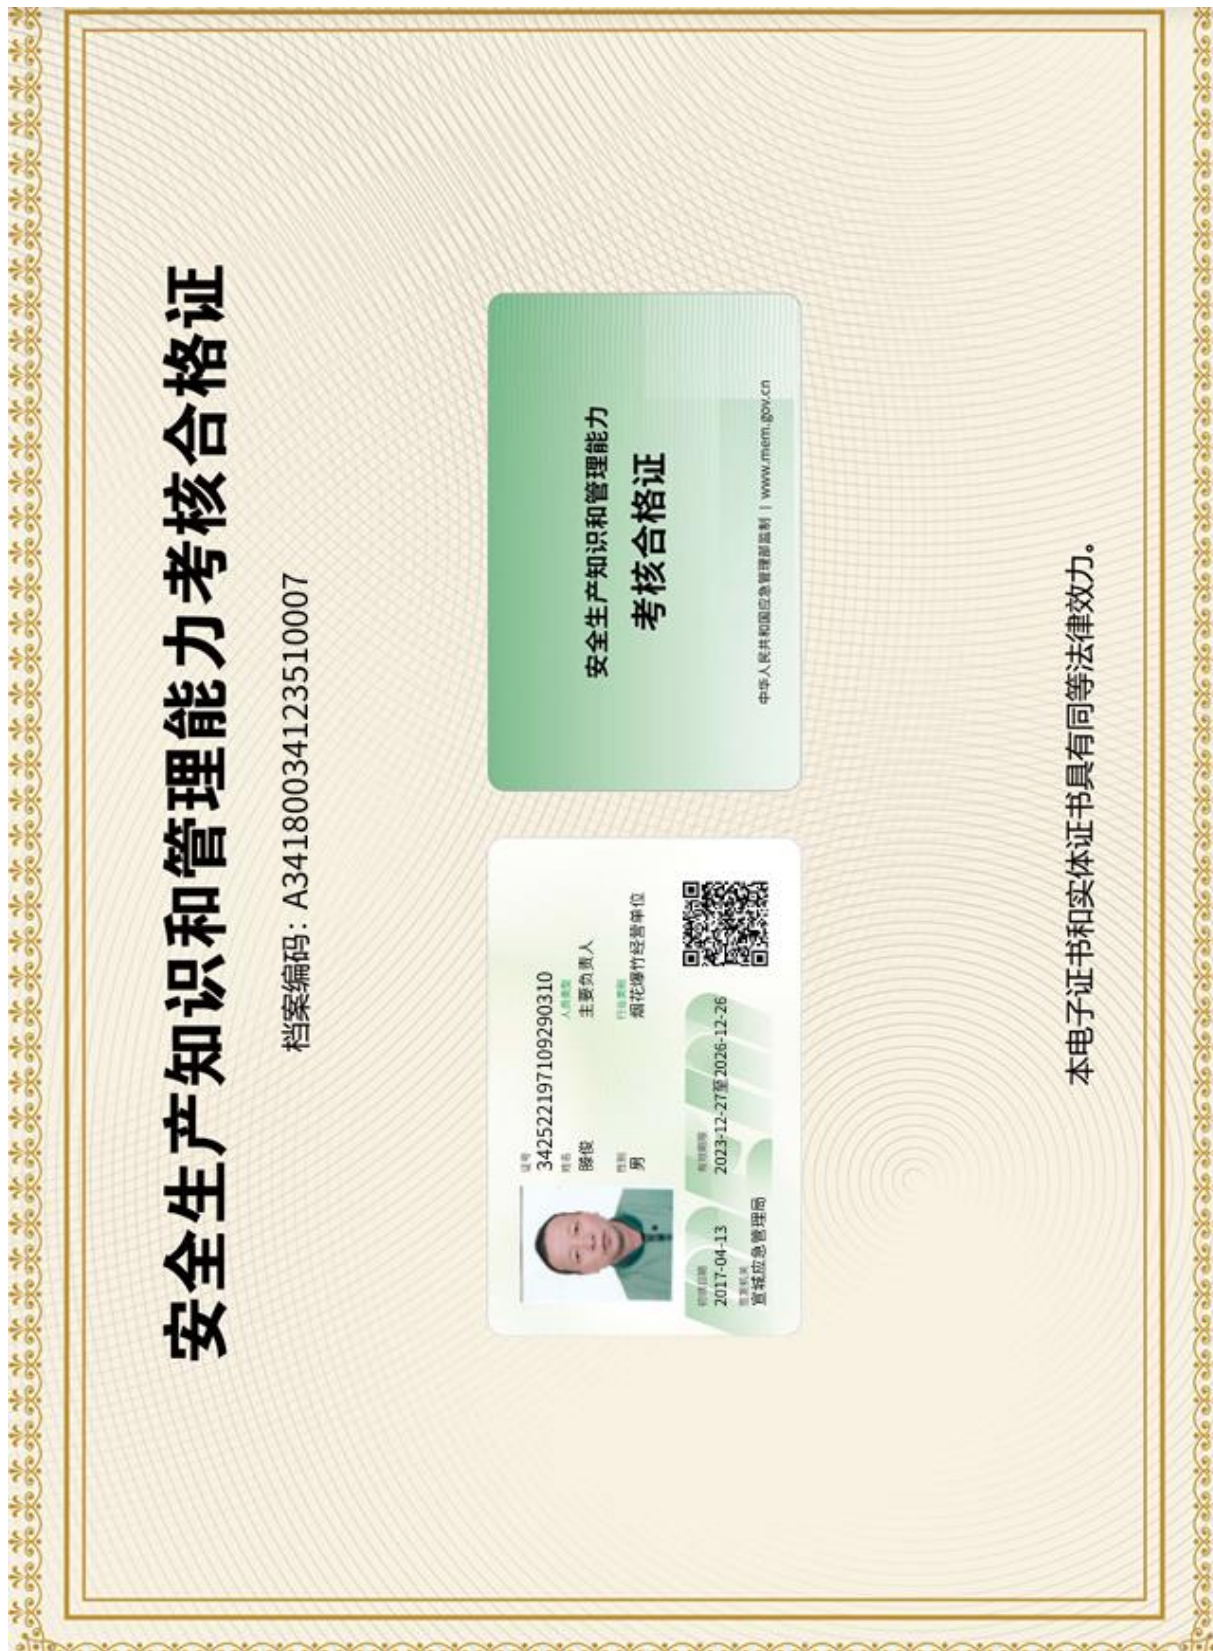 安全生产知识和管理能力考核合格证
档案编码：A34180034123510007
证号
342522197109290310
姓名
滕俊
人员类型
主要负责人
性别
男
行业类别
烟花爆竹经营单位
初领日期
2017-04-13
有效期限
2023-12-27至2026-12-26
签发机关
宣城应急管理局
安全生产知识和管理能力
考核合格证
中华人民共和国应急管理部监制 | www.mem.gov.cn
本电子证书和实体证书具有同等法律效力。